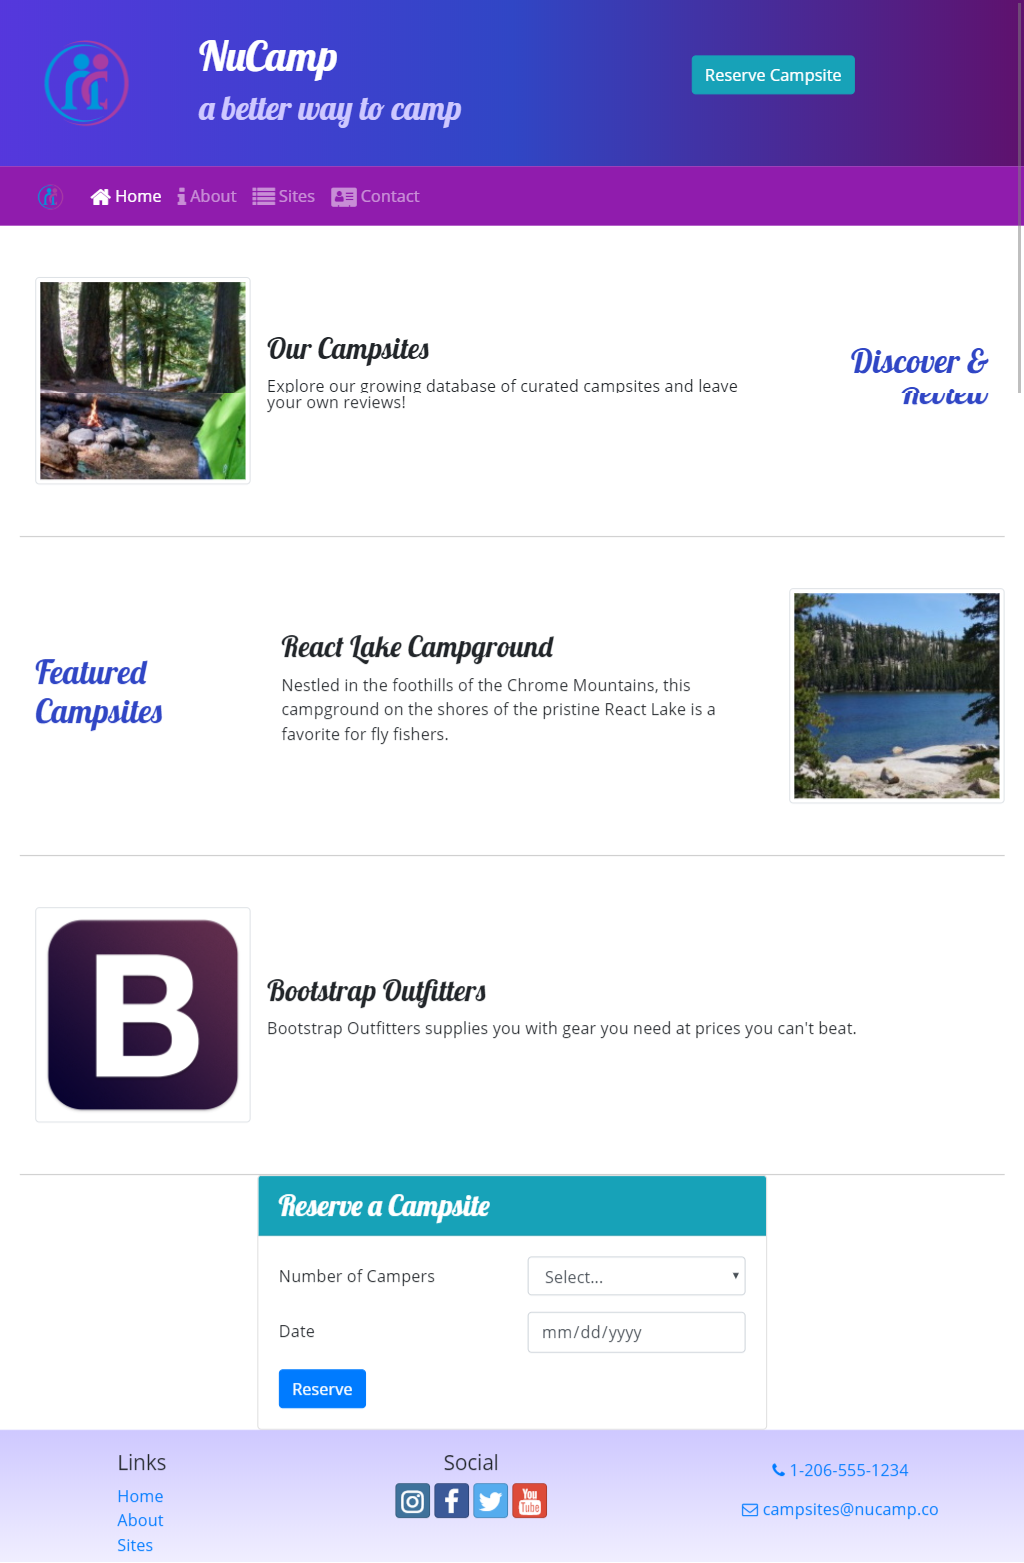 NuCamp
a better way to camp
Reserve Campsite
Home About Sites Contact
Our Campsites
Explore our growing database of curated campsites and leave
your own reviews!
Discover &
Review
Featured
Campsites
React Lake Campground
Nestled in the foothills of the Chrome Mountains, this
campground on the shores of the pristine React Lake is a
favorite for fly fishers.
B
Bootstrap Outfitters
Bootstrap Outfitters supplies you with gear you need at prices you can't beat.
Reserve a Campsite
Number of Campers
Select...
Date
mm/dd/yyyy
Reserve
Links
Home
About
Sites
Social
You
Tube
1-206-555-1234
campsites@nucamp.co